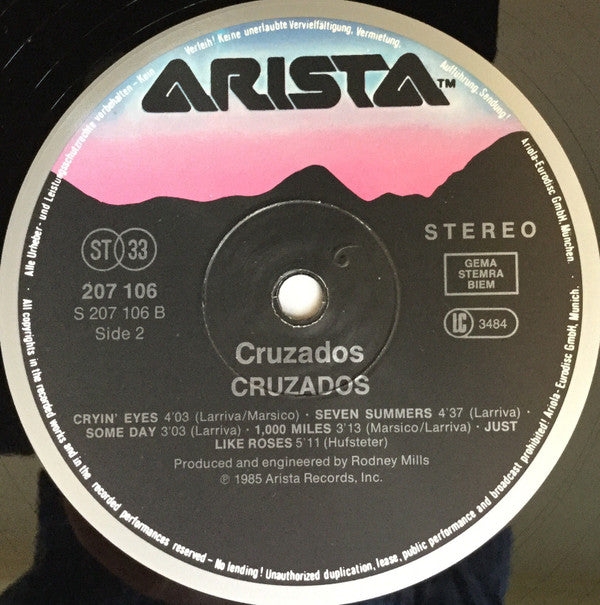 Alle Urheber- und Leistungsschutzrechte vorbehalten – Kein Verleih! Keine unerlaubte Vervielfältigung, Vermietung, Aufführung, Sendung!
ARISTA™
Ariola-Eurodisc GmbH, München.
STEREO
ST 33
GEMA
STEMRA
BIEM
207 106
S 207 106 B
Side 2
LC 3484
Cruzados
CRUZADOS
CRYIN' EYES 4'03 (Larriva/Marsico) · SEVEN SUMMERS 4'37 (Larriva) ·
SOME DAY 3'03 (Larriva) · 1,000 MILES 3'13 (Marsico/Larriva) · JUST
LIKE ROSES 5'11 (Hufsteter)
Produced and engineered by Rodney Mills
℗ 1985 Arista Records, Inc.
All copyrights in the recorded works and in the recorded performances reserved – No lending! Unauthorized duplication, lease, public performance and broadcast prohibited! Ariola-Eurodisc GmbH, Munich.